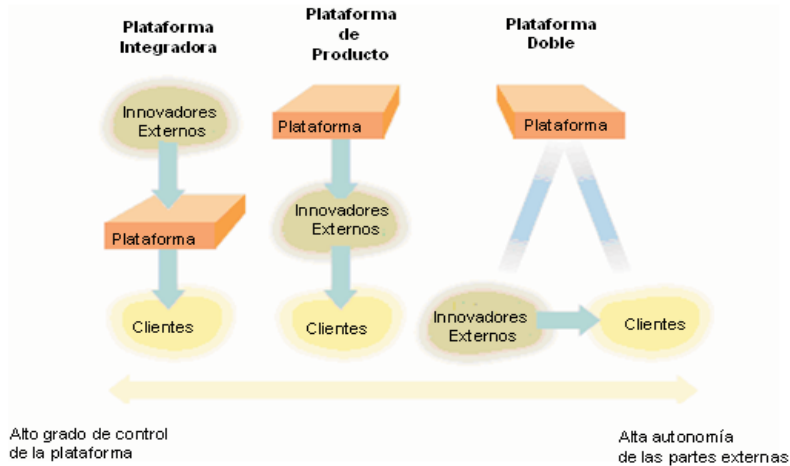 Plataforma
Integradora
Innovadores
Externos
Plataforma
Clientes
Plataforma
de
Producto
Plataforma
Innovadores
Externos
Clientes
Plataforma
Doble
Plataforma
Innovadores
Externos
Clientes
Alto grado de control
de la plataforma
Alta autonomía
de las partes externas